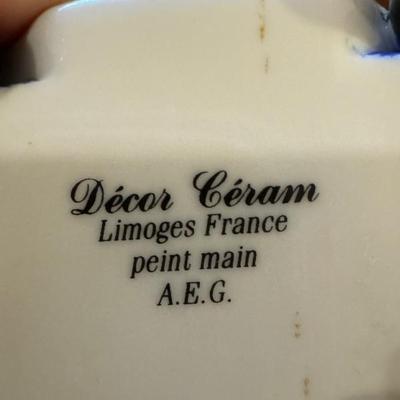 Décor Céram
Limoges France
peint main
A.E.G.